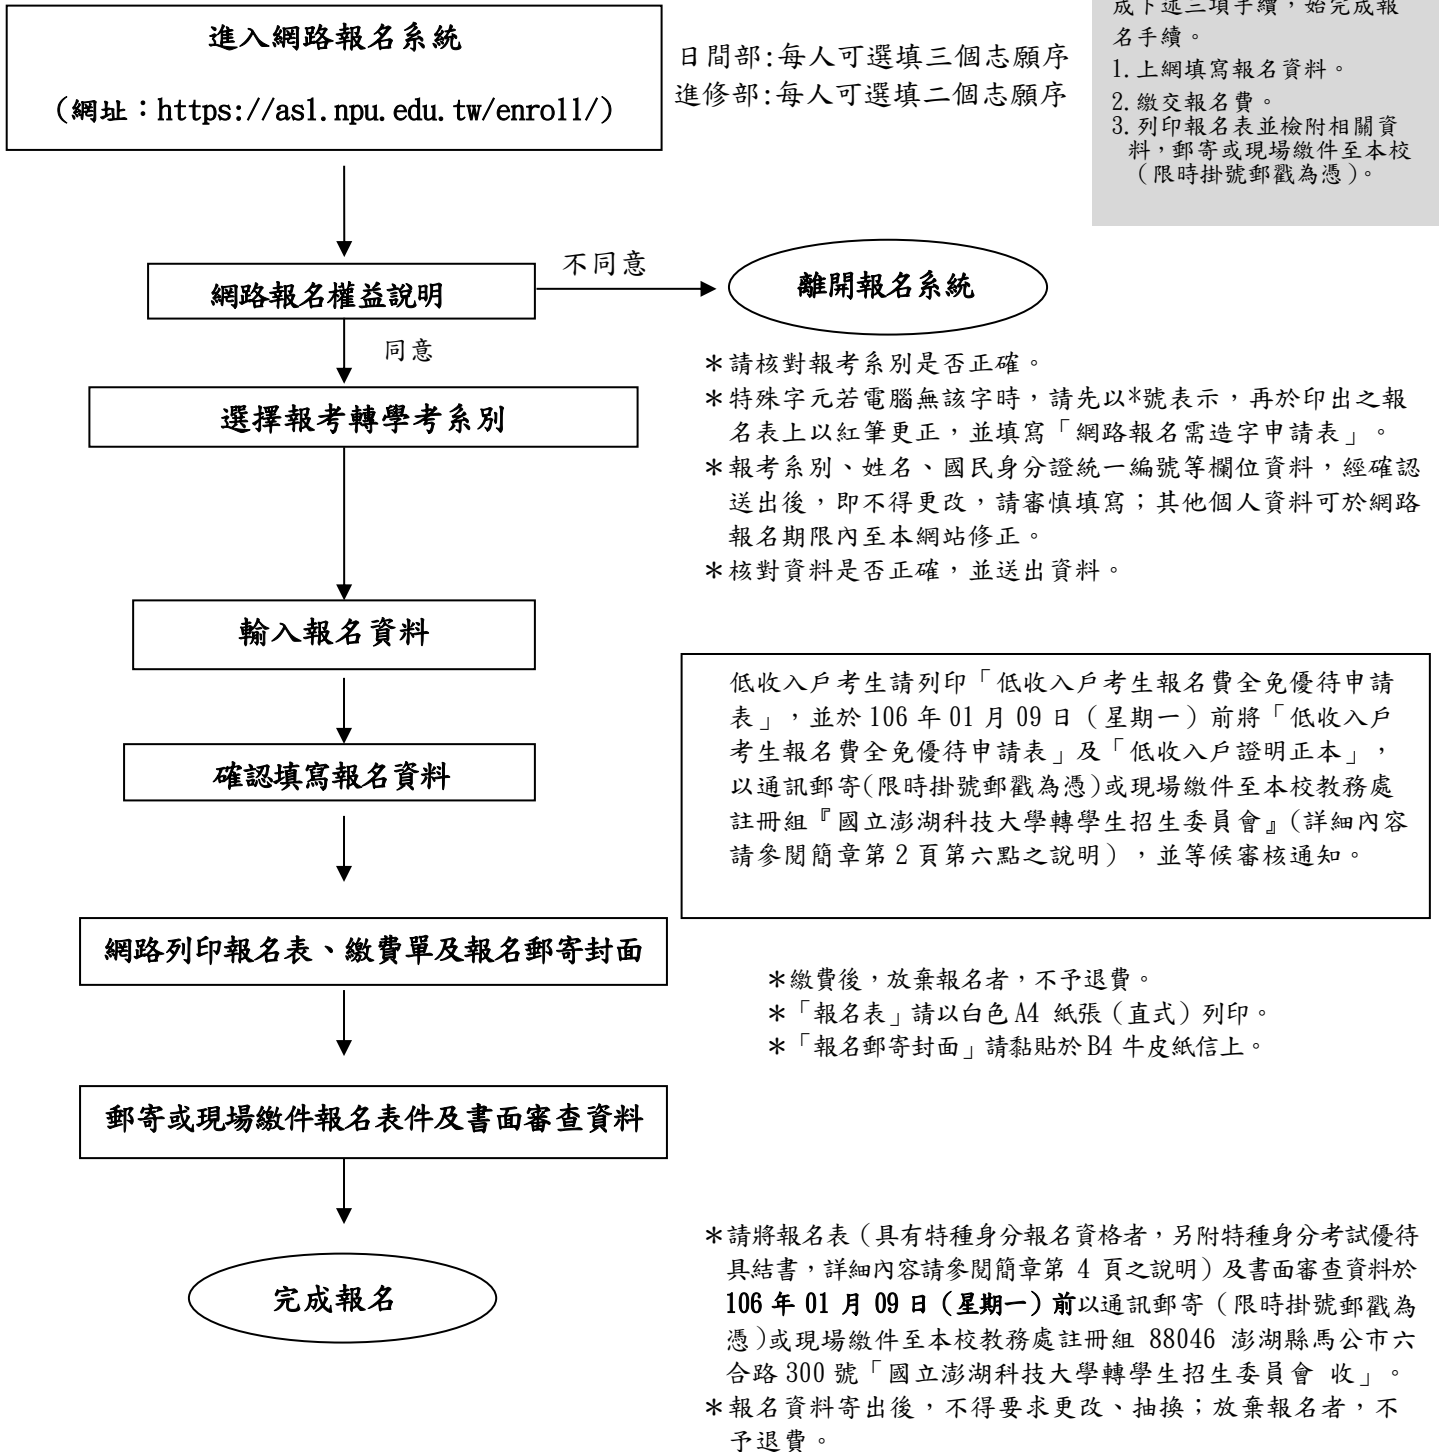 進入網路報名系統
(網址：https://as1.npu.edu.tw/enroll/)
日間部:每人可選填三個志願序
進修部:每人可選填二個志願序
成下述三項手續，始完成報
名手續。
1.上網填寫報名資料。
2.繳交報名費。
3.列印報名表並檢附相關資
料，郵寄或現場繳件至本校
（限時掛號郵戳為憑）。
網路報名權益說明
不同意
離開報名系統
同意
選擇報考轉學考系別
＊請核對報考系別是否正確。
＊特殊字元若電腦無該字時，請先以*號表示，再於印出之報
名表上以紅筆更正，並填寫「網路報名需造字申請表」。
＊報考系別、姓名、國民身分證統一編號等欄位資料，經確認
送出後，即不得更改，請審慎填寫；其他個人資料可於網路
報名期限內至本網站修正。
＊核對資料是否正確，並送出資料。
輸入報名資料
確認填寫報名資料
低收入戶考生請列印「低收入戶考生報名費全免優待申請
表」，並於 106 年 01 月 09 日（星期一）前將「低收入戶
考生報名費全免優待申請表」及「低收入戶證明正本」，
以通訊郵寄(限時掛號郵戳為憑)或現場繳件至本校教務處
註冊組『國立澎湖科技大學轉學生招生委員會』(詳細內容
請參閱簡章第 2 頁第六點之說明），並等候審核通知。
網路列印報名表、繳費單及報名郵寄封面
＊繳費後，放棄報名者，不予退費。
＊「報名表」請以白色 A4 紙張（直式）列印。
＊「報名郵寄封面」請黏貼於 B4 牛皮紙信上。
郵寄或現場繳件報名表件及書面審查資料
完成報名
＊請將報名表（具有特種身分報名資格者，另附特種身分考試優待
具結書，詳細內容請參閱簡章第 4 頁之說明）及書面審查資料於
106 年 01 月 09 日（星期一）前以通訊郵寄（限時掛號郵戳為
憑)或現場繳件至本校教務處註冊組 88046 澎湖縣馬公市六
合路 300 號「國立澎湖科技大學轉學生招生委員會 收」。
＊報名資料寄出後，不得要求更改、抽換；放棄報名者，不
予退費。